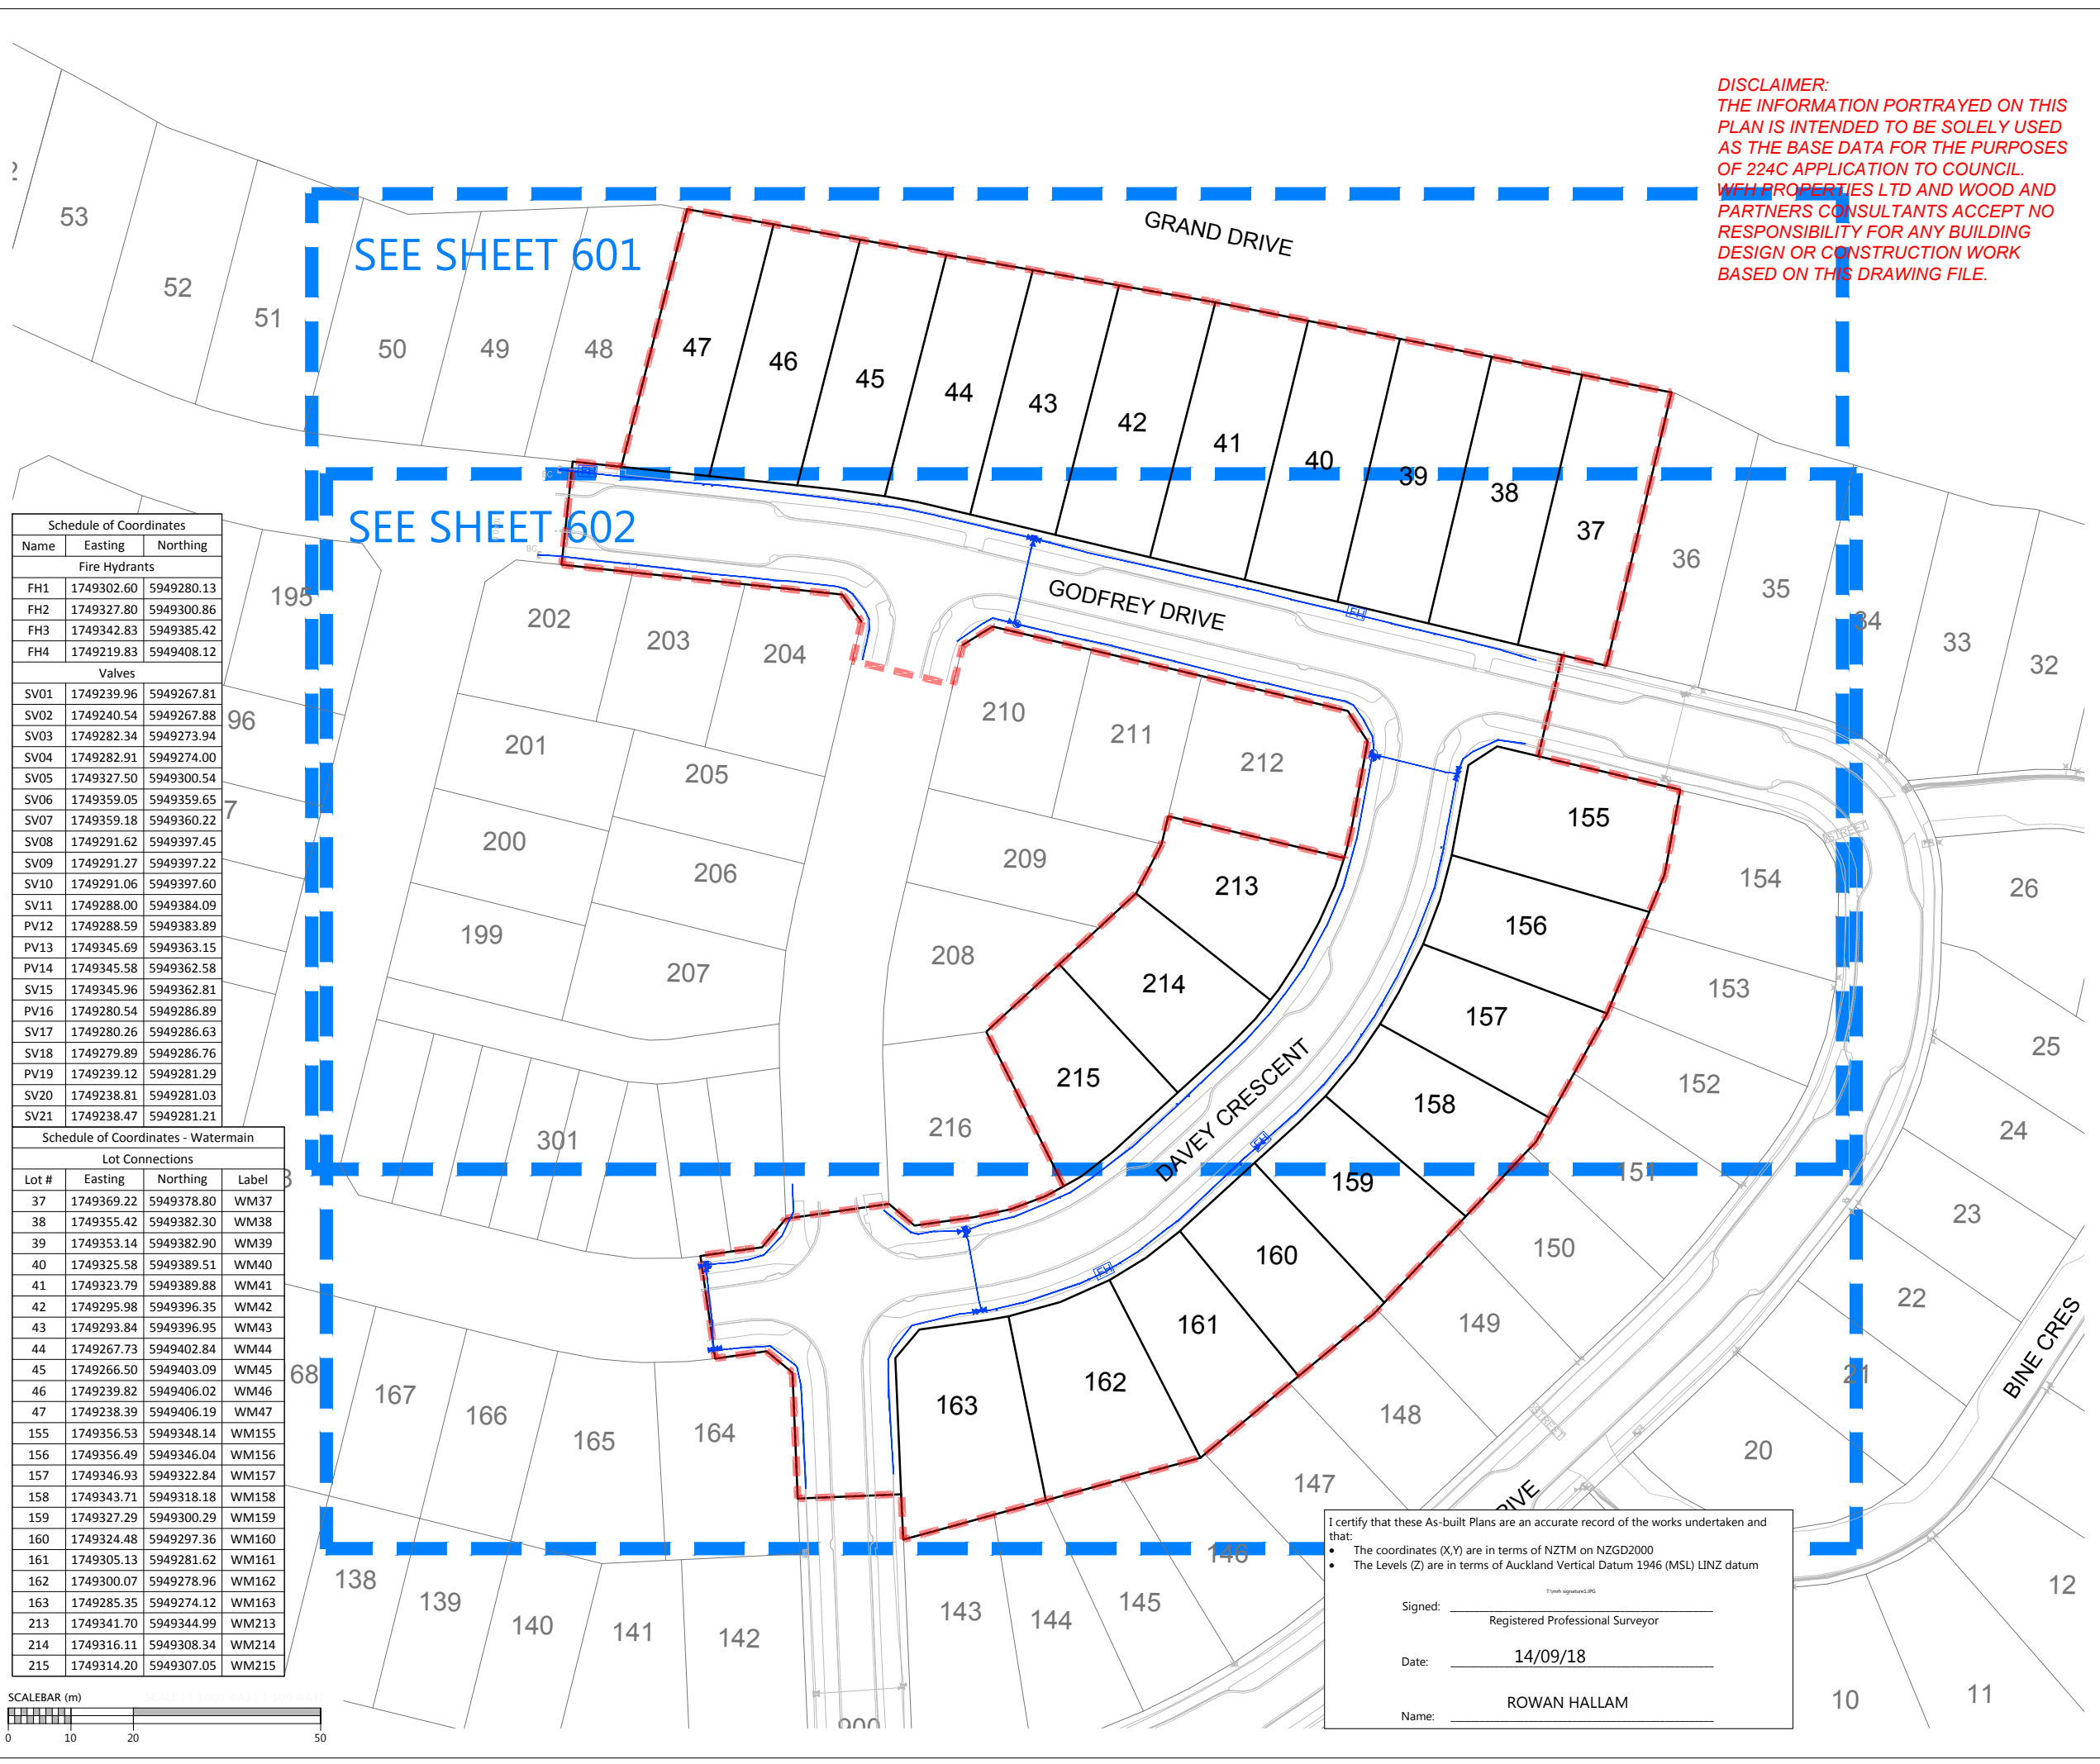 DISCLAIMER:
THE INFORMATION PORTRAYED ON THIS
PLAN IS INTENDED TO BE SOLELY USED
AS THE BASE DATA FOR THE PURPOSES
OF 224C APPLICATION TO COUNCIL.
WFH PROPERTIES LTD AND WOOD AND
PARTNERS CONSULTANTS ACCEPT NO
RESPONSIBILITY FOR ANY BUILDING
DESIGN OR CONSTRUCTION WORK
BASED ON THIS DRAWING FILE.
SEE SHEET 601
SEE SHEET 602
GRAND DRIVE
GODFREY DRIVE
DAVEY CRESCENT
BINE CRES
53
52
51
50
49
48
47
46
45
44
43
42
41
40
39
38
37
36
35
34
33
32
FH
FH
FH
FH
195
96
7
202
203
204
201
205
200
206
199
207
301
210
211
212
209
208
213
214
215
216
155
156
157
158
159
160
161
162
163
154
153
152
151
150
149
148
147
146
145
144
143
142
141
140
139
138
68
167
166
165
164
26
25
24
23
22
21
20
12
11
10
900
Schedule of Coordinates
Name Easting Northing
Fire Hydrants
FH1 1749302.60 5949280.13
FH2 1749327.80 5949300.86
FH3 1749342.83 5949385.42
FH4 1749219.83 5949408.12
Valves
SV01 1749239.96 5949267.81
SV02 1749240.54 5949267.88
SV03 1749282.34 5949273.94
SV04 1749282.91 5949274.00
SV05 1749327.50 5949300.54
SV06 1749359.05 5949359.65
SV07 1749359.18 5949360.22
SV08 1749291.62 5949397.45
SV09 1749291.27 5949397.22
SV10 1749291.06 5949397.60
SV11 1749288.00 5949384.09
PV12 1749288.59 5949383.89
PV13 1749345.69 5949363.15
PV14 1749345.58 5949362.58
SV15 1749345.96 5949362.81
PV16 1749280.54 5949286.89
SV17 1749280.26 5949286.63
SV18 1749279.89 5949286.76
PV19 1749239.12 5949281.29
SV20 1749238.81 5949281.03
SV21 1749238.47 5949281.21
Schedule of Coordinates - Watermain
Lot Connections
Lot # Easting Northing Label
37 1749369.22 5949378.80 WM37
38 1749355.42 5949382.30 WM38
39 1749353.14 5949382.90 WM39
40 1749325.58 5949389.51 WM40
41 1749323.79 5949389.88 WM41
42 1749295.98 5949396.35 WM42
43 1749293.84 5949396.95 WM43
44 1749267.73 5949402.84 WM44
45 1749266.50 5949403.09 WM45
46 1749239.82 5949406.02 WM46
47 1749238.39 5949406.19 WM47
155 1749356.53 5949348.14 WM155
156 1749356.49 5949346.04 WM156
157 1749346.93 5949322.84 WM157
158 1749343.71 5949318.18 WM158
159 1749327.29 5949300.29 WM159
160 1749324.48 5949297.36 WM160
161 1749305.13 5949281.62 WM161
162 1749300.07 5949278.96 WM162
163 1749285.35 5949274.12 WM163
213 1749341.70 5949344.99 WM213
214 1749316.11 5949308.34 WM214
215 1749314.20 5949307.05 WM215
SCALEBAR (m)
0 10 20 50
I certify that these As-built Plans are an accurate record of the works undertaken and
that:
• The coordinates (X,Y) are in terms of NZTM on NZGD2000
• The Levels (Z) are in terms of Auckland Vertical Datum 1946 (MSL) LINZ datum
Signed:
Registered Professional Surveyor
Date: 14/09/18
Name: ROWAN HALLAM